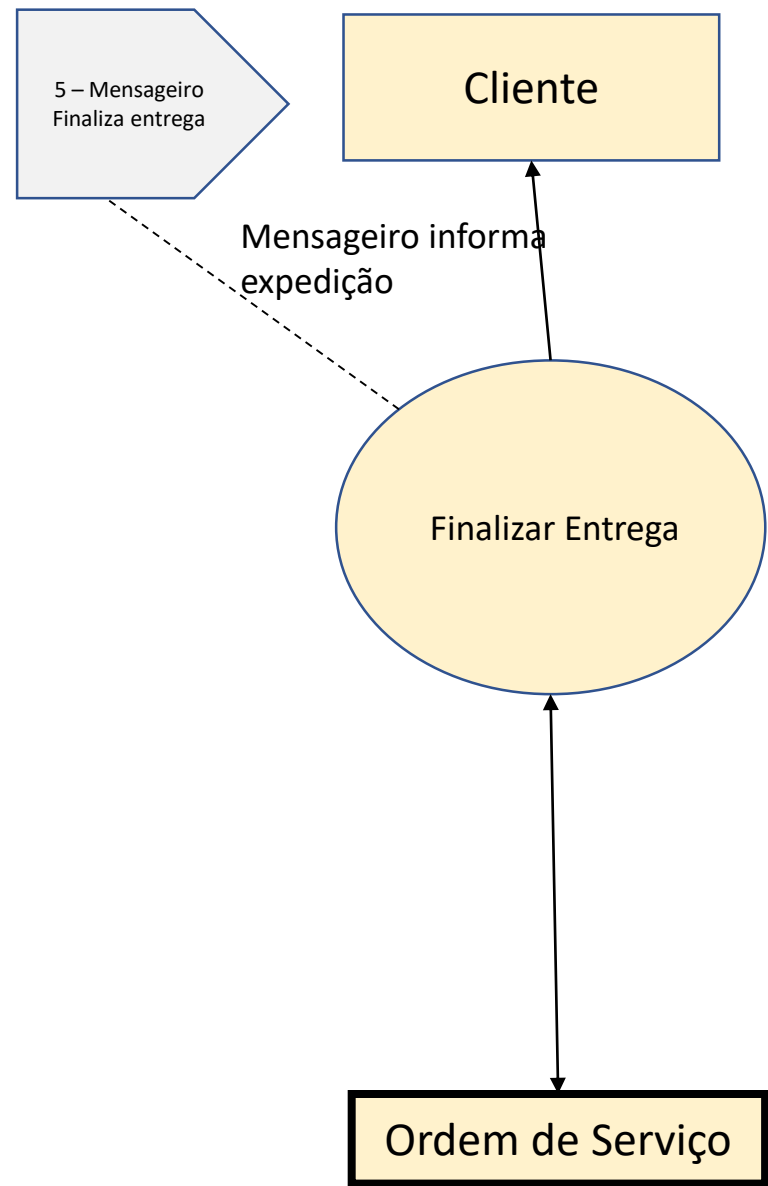 5 – Mensageiro
Finaliza entrega
Cliente
Mensageiro informa
expedição
Finalizar Entrega
Ordem de Serviço